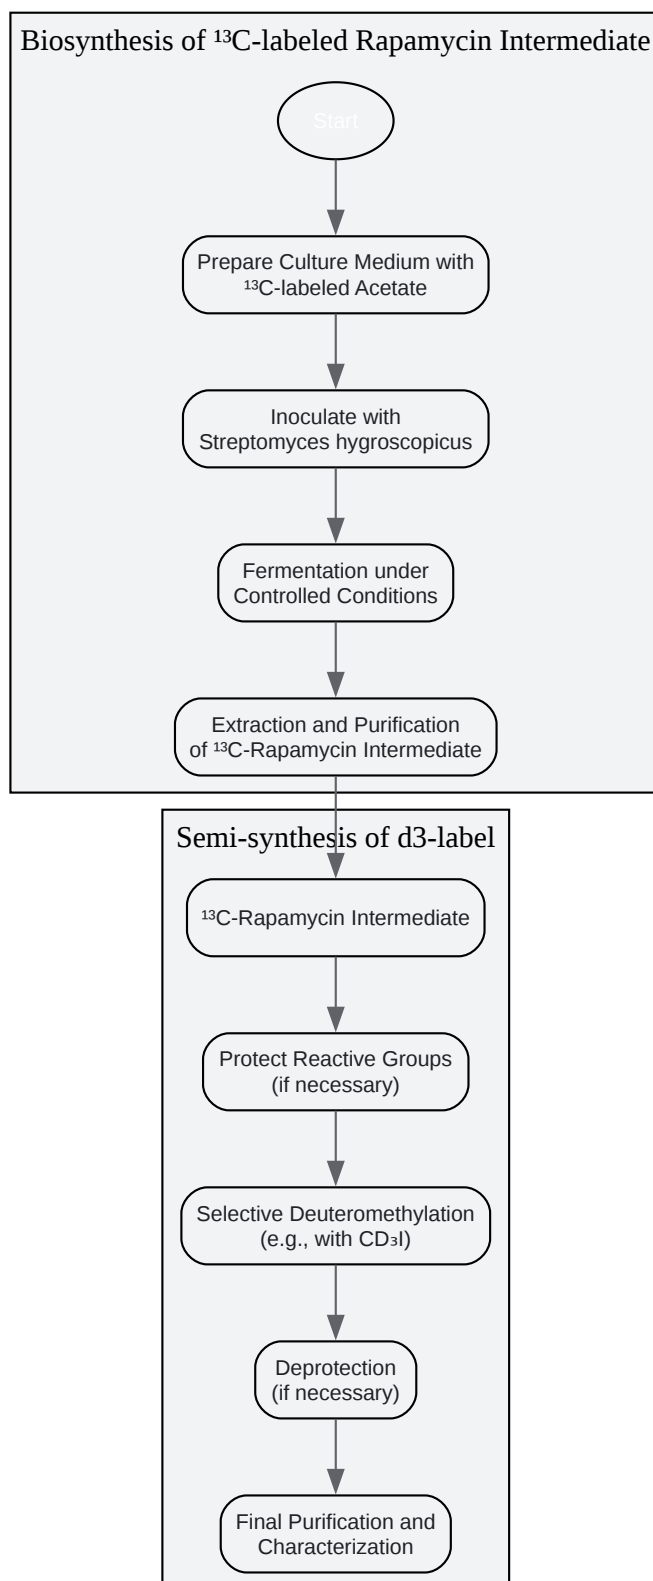 Biosynthesis of ¹³C-labeled Rapamycin Intermediate
Start
Prepare Culture Medium with
¹³C-labeled Acetate
Inoculate with
Streptomyces hygroscopicus
Fermentation under
Controlled Conditions
Extraction and Purification
of ¹³C-Rapamycin Intermediate
Semi-synthesis of d3-label
¹³C-Rapamycin Intermediate
Protect Reactive Groups
(if necessary)
Selective Deuteromethylation
(e.g., with CD₃I)
Deprotection
(if necessary)
Final Purification and
Characterization